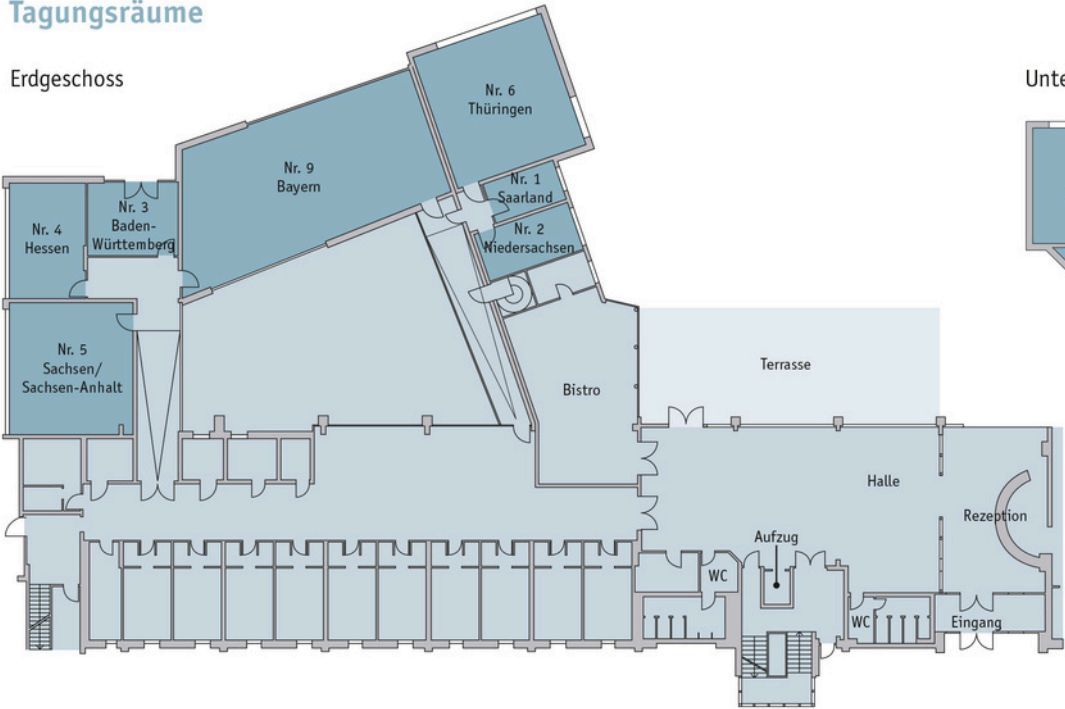 Tagungsräume
Erdgeschoss
Unte
Nr. 6
Thüringen
Nr. 9
Bayern
Nr. 1
Saarland
Nr. 3
Baden-
Württemberg
Nr. 4
Hessen
Nr. 2
Niedersachsen
Nr. 5
Sachsen/
Sachsen-Anhalt
Terrasse
Bistro
Halle
Rezeption
Aufzug
WC
WC
Eingang